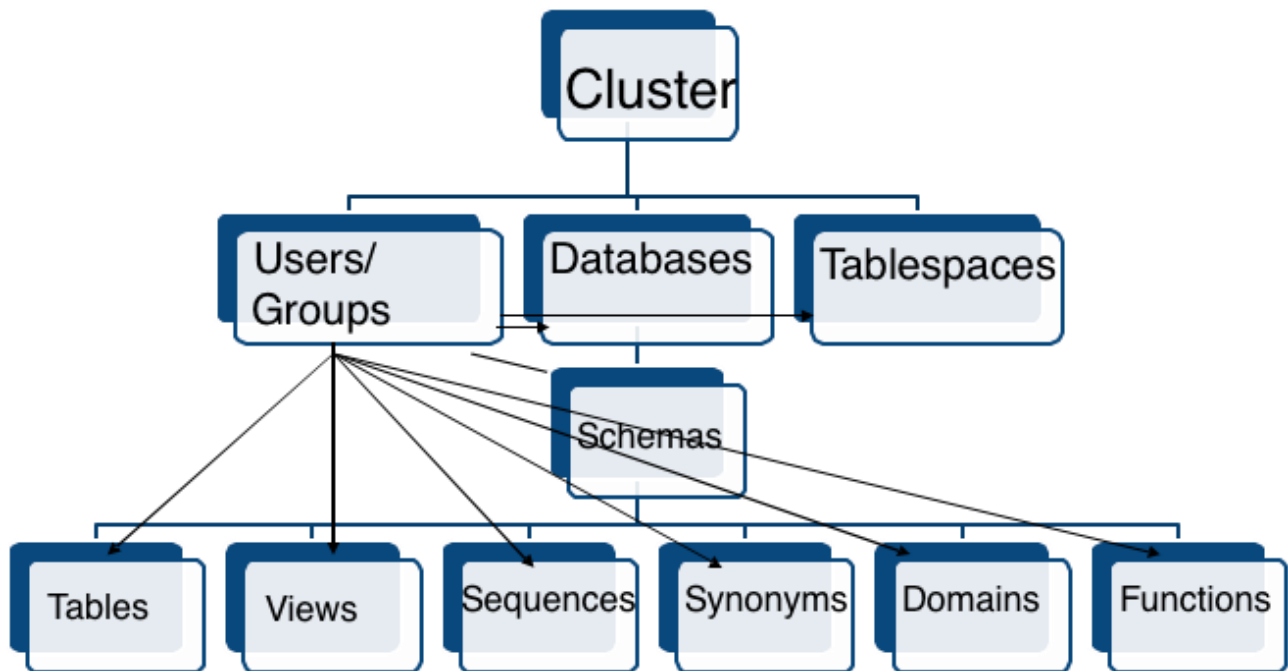 Cluster
Users/
Groups
Databases
Tablespaces
Schemas
Tables
Views
Sequences
Synonyms
Domains
Functions